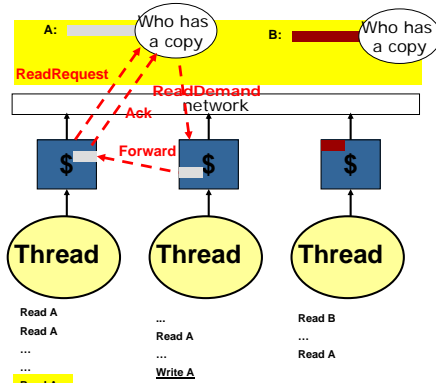 A:
Who has
a copy
B:
Who has
a copy
ReadRequest
ReadDemand
network
Ack
$
Forward
$
$
Thread
Thread
Thread
Read A
Read A
…
…
Read A
...
Read A
…
Write A
Read B
…
Read A